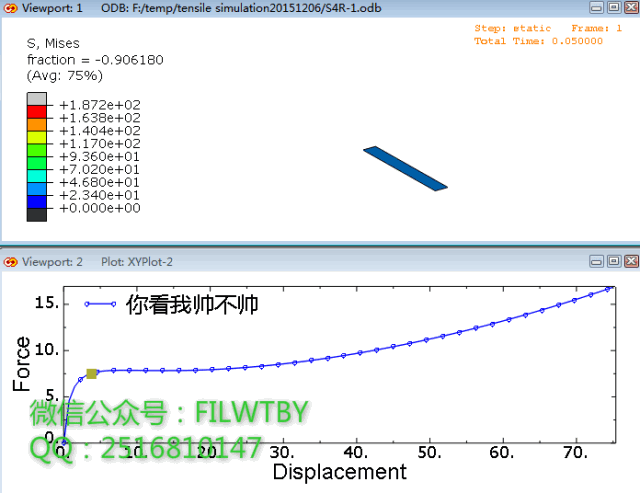 Viewport: 1 ODB: F:/temp/tensile simulation20151206/S4R-1.odb
Step: static Frame: 1
Total Time: 0.050000
S, Mises
fraction = -0.906180
(Avg: 75%)
+1.872e+02
+1.638e+02
+1.404e+02
+1.170e+02
+9.360e+01
+7.020e+01
+4.680e+01
+2.340e+01
+0.000e+00
Viewport: 2 Plot: XYPlot-2
你看我帅不帅
15.
10.
5.
0.
Force
微信公众号：FILWTBY
QQ：2516818147
0. 10. 20. 30. 40. 50. 60. 70.
Displacement